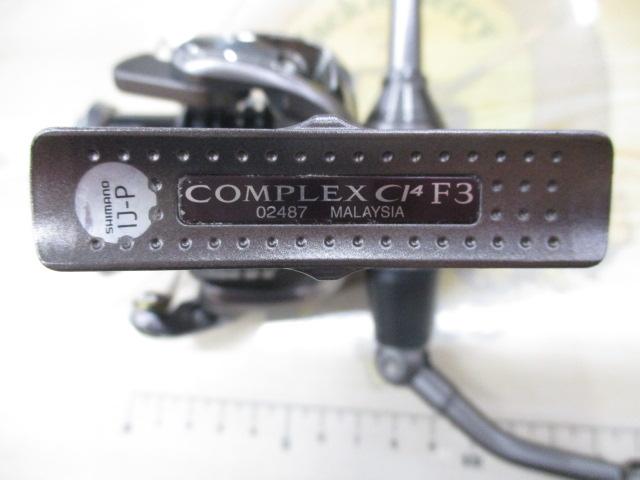 SHIMANO
IJ-P
COMPLEX CI4 F3
02487 MALAYSIA